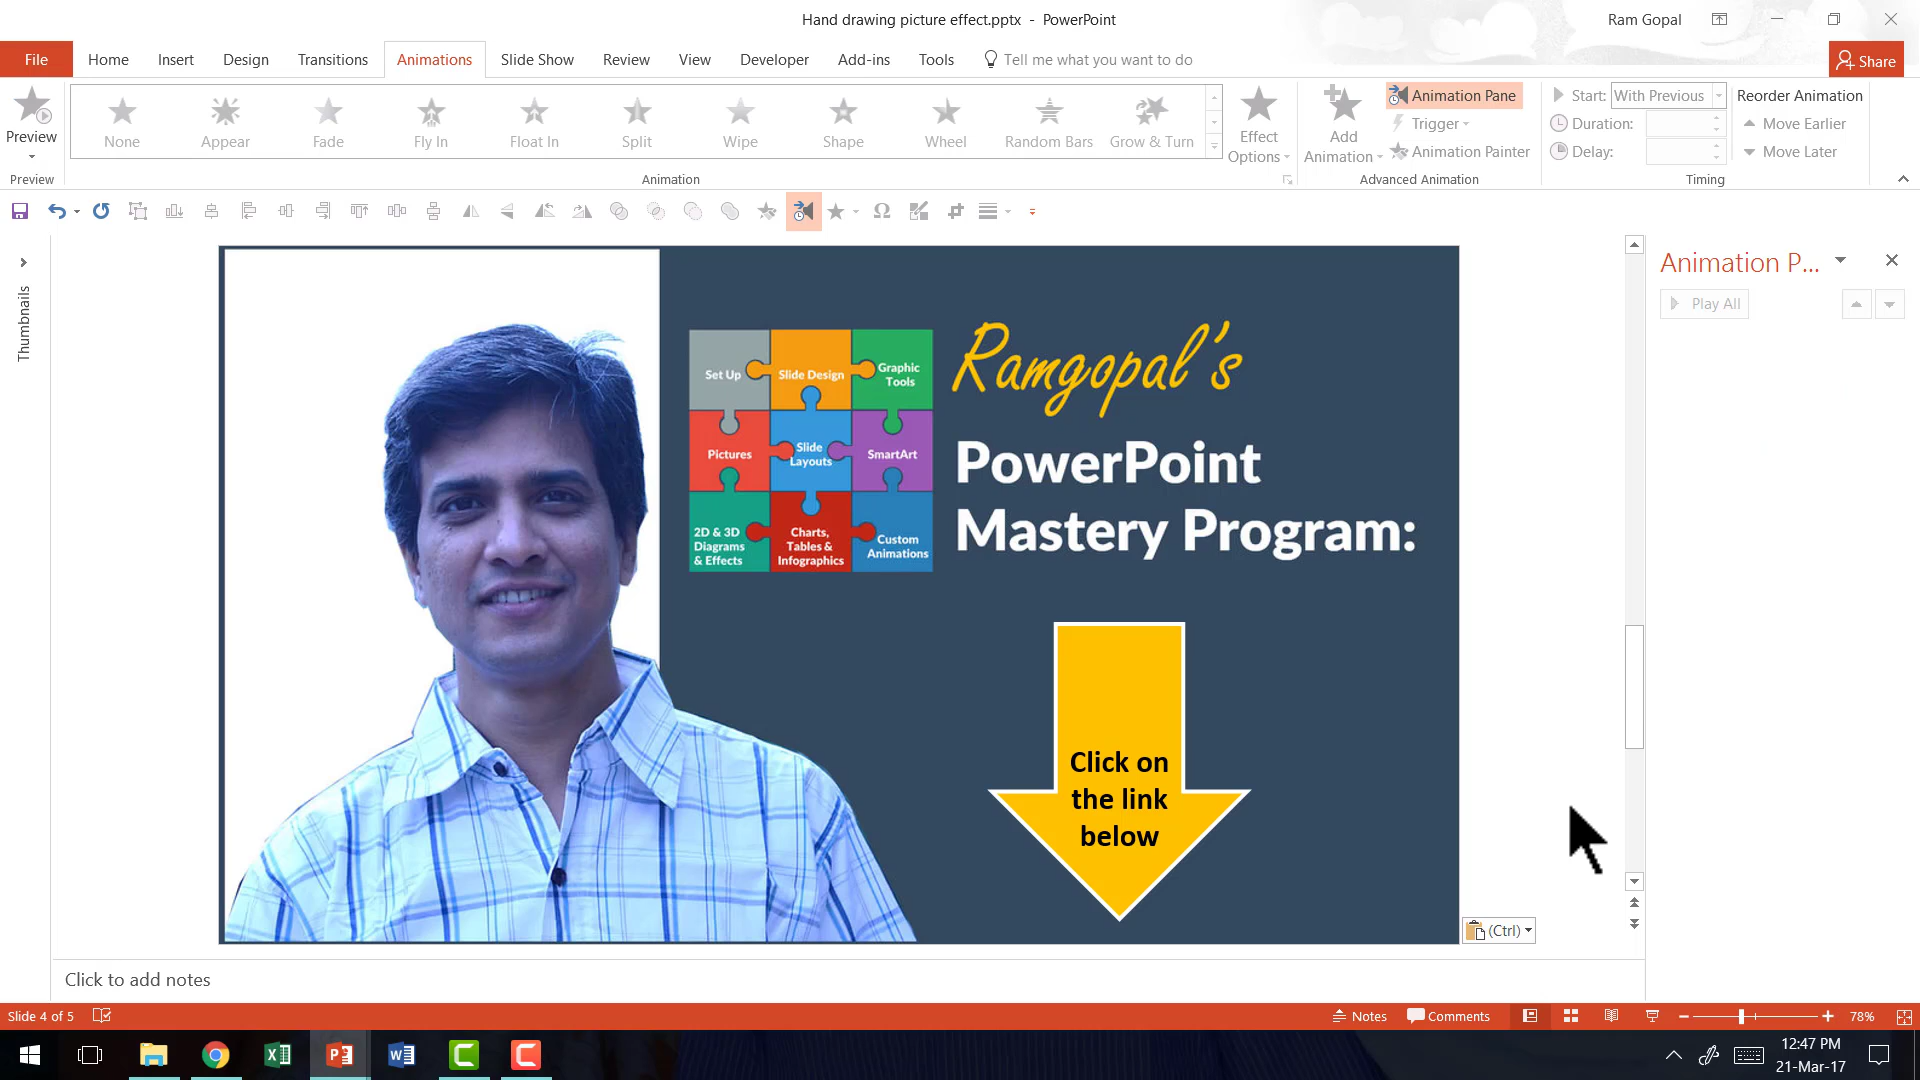 Hand drawing picture effect.pptx - PowerPoint
Ram Gopal
File Home Insert Design Transitions Animations Slide Show Review View Developer Add-ins Tools Tell me what you want to do
Share
Preview
None Appear Fade Fly In Float In Split Wipe Shape Wheel Random Bars Grow & Turn
Effect Options
Add Animation
Animation Pane
Trigger
Animation Painter
Start: With Previous
Duration:
Delay:
Reorder Animation
Move Earlier
Move Later
Preview Animation Advanced Animation Timing
Thumbnails
Animation P...
Play All
Set Up
Slide Design
Graphic
Tools
Pictures
Slide
Layouts
SmartArt
2D & 3D
Diagrams
& Effects
Charts,
Tables &
Infographics
Custom
Animations
Ramgopal's
PowerPoint
Mastery Program:
Click on
the link
below
(Ctrl)
Click to add notes
Slide 4 of 5
Notes Comments 78%
12:47 PM
21-Mar-17